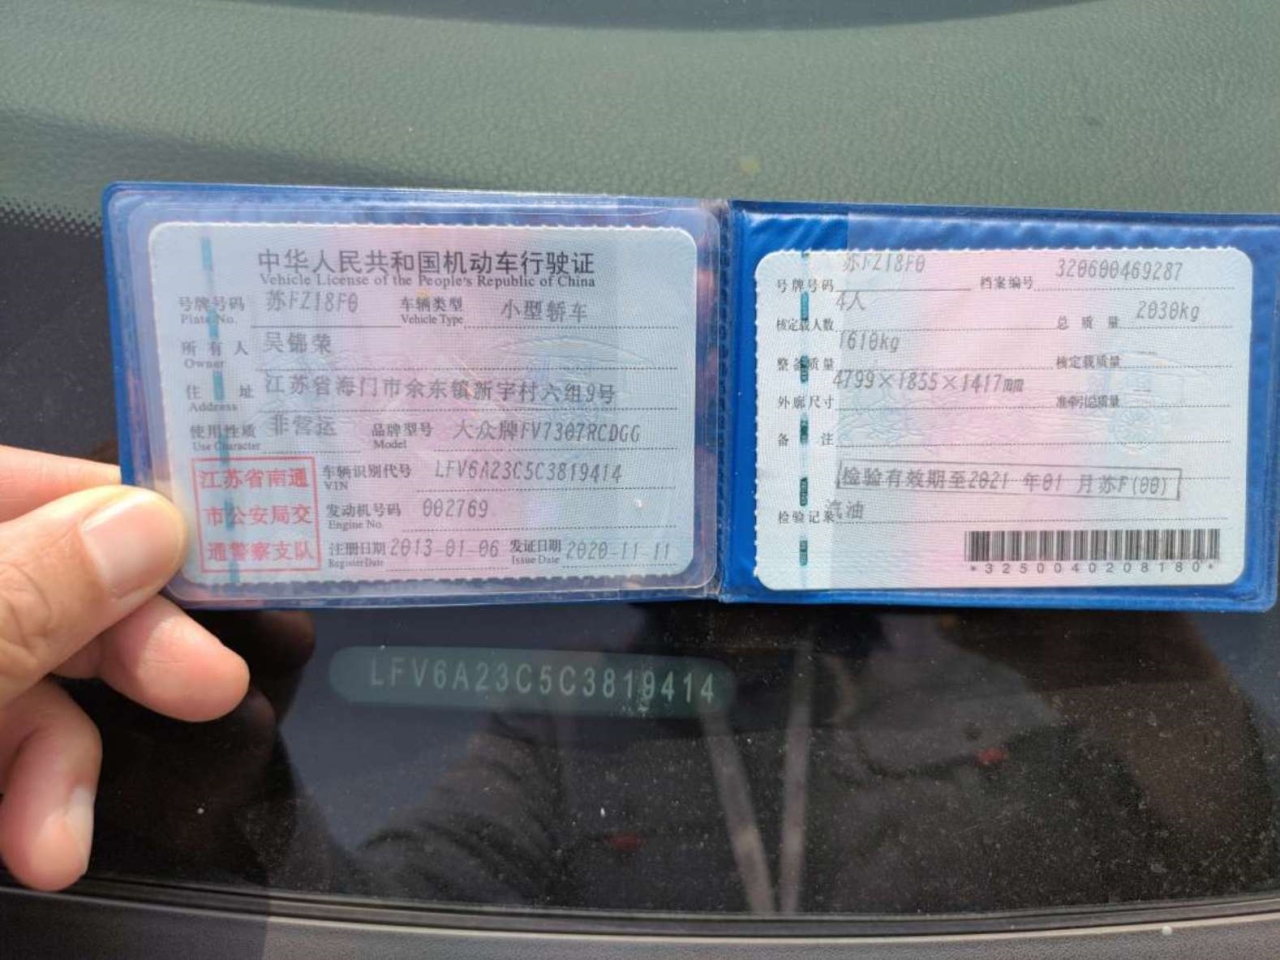 中华人民共和国机动车行驶证
Vehicle License of the People's Republic of China
号牌号码 苏FZ18F0 车辆类型 小型轿车
Plate No. Vehicle Type
所有人 吴锦荣
Owner
住址 江苏省海门市余东镇新宇村六组9号
Address
使用性质 非营运 品牌型号 大众牌FV7307RCDGG
Use Character Model
江苏省南通
市公安局交
通警察支队
车辆识别代号 LFV6A23C5C3819414
VIN
发动机号码 002769
Engine No.
注册日期 2013-01-06 发证日期 2020-11-11
Register Date Issue Date
号牌号码 苏FZ18F0 档案编号 320600469287
核定载人数 4人 总质量 2030kg
整备质量 1610kg 核定载质量
外廓尺寸 4799×1855×1417mm 准牵引总质量
备注
检验有效期至2021年01月苏F(00)
检验记录 汽油
*3250040208180*
LFV6A23C5C3819414